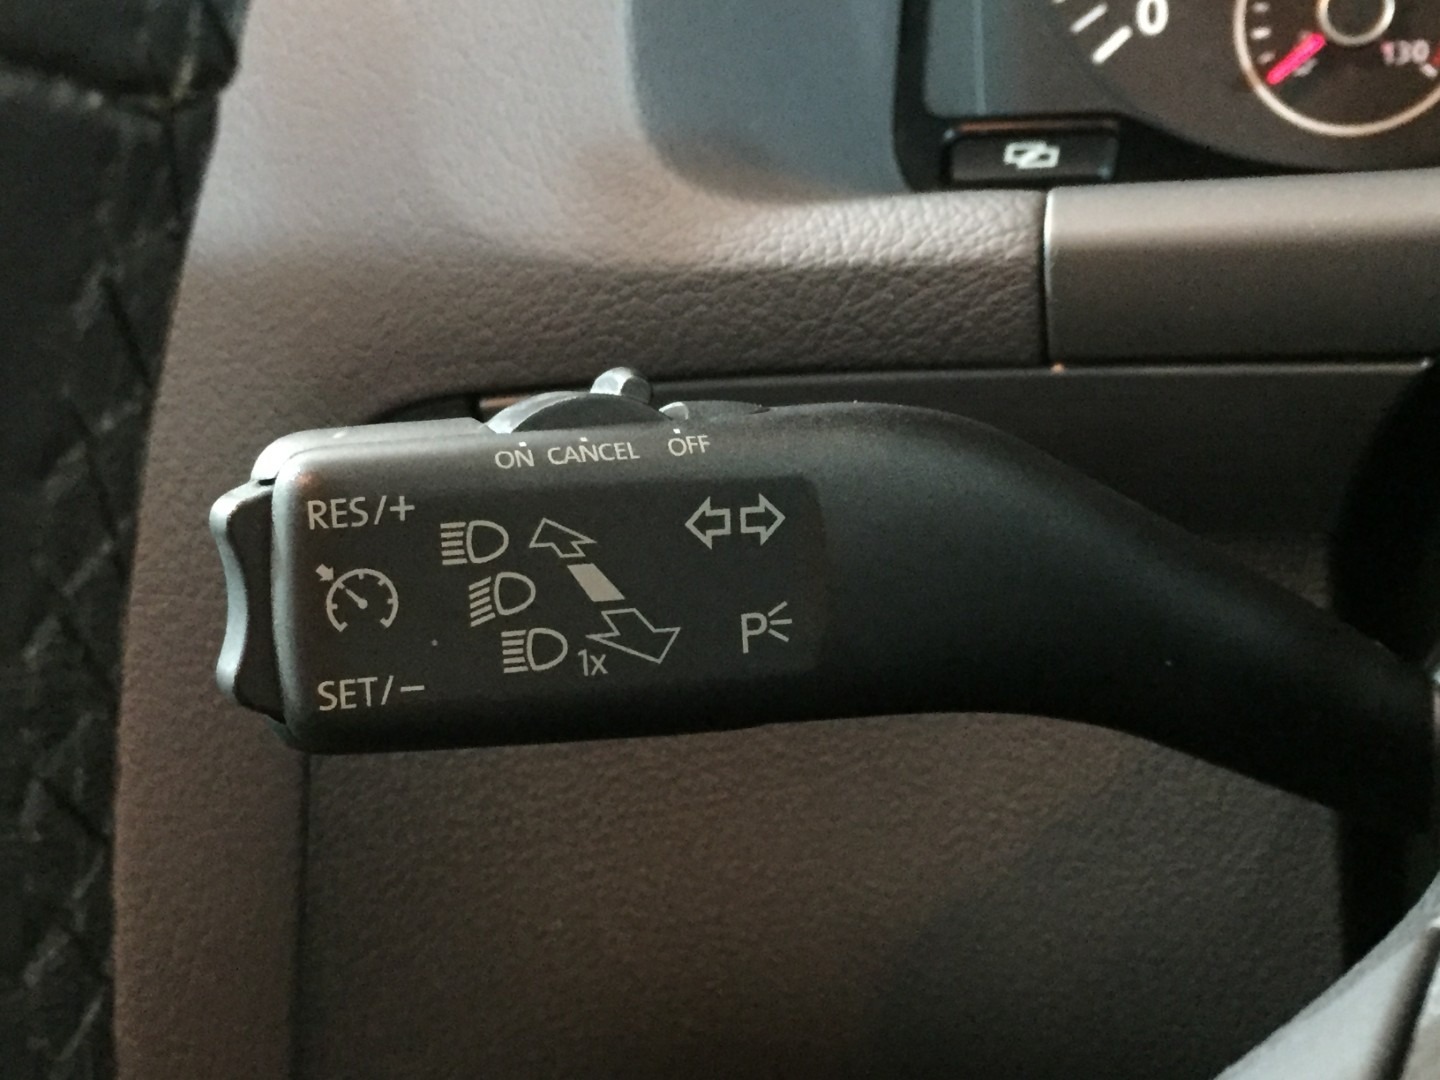 0
130
ON CANCEL OFF
RES/+
1x
P
SET/−